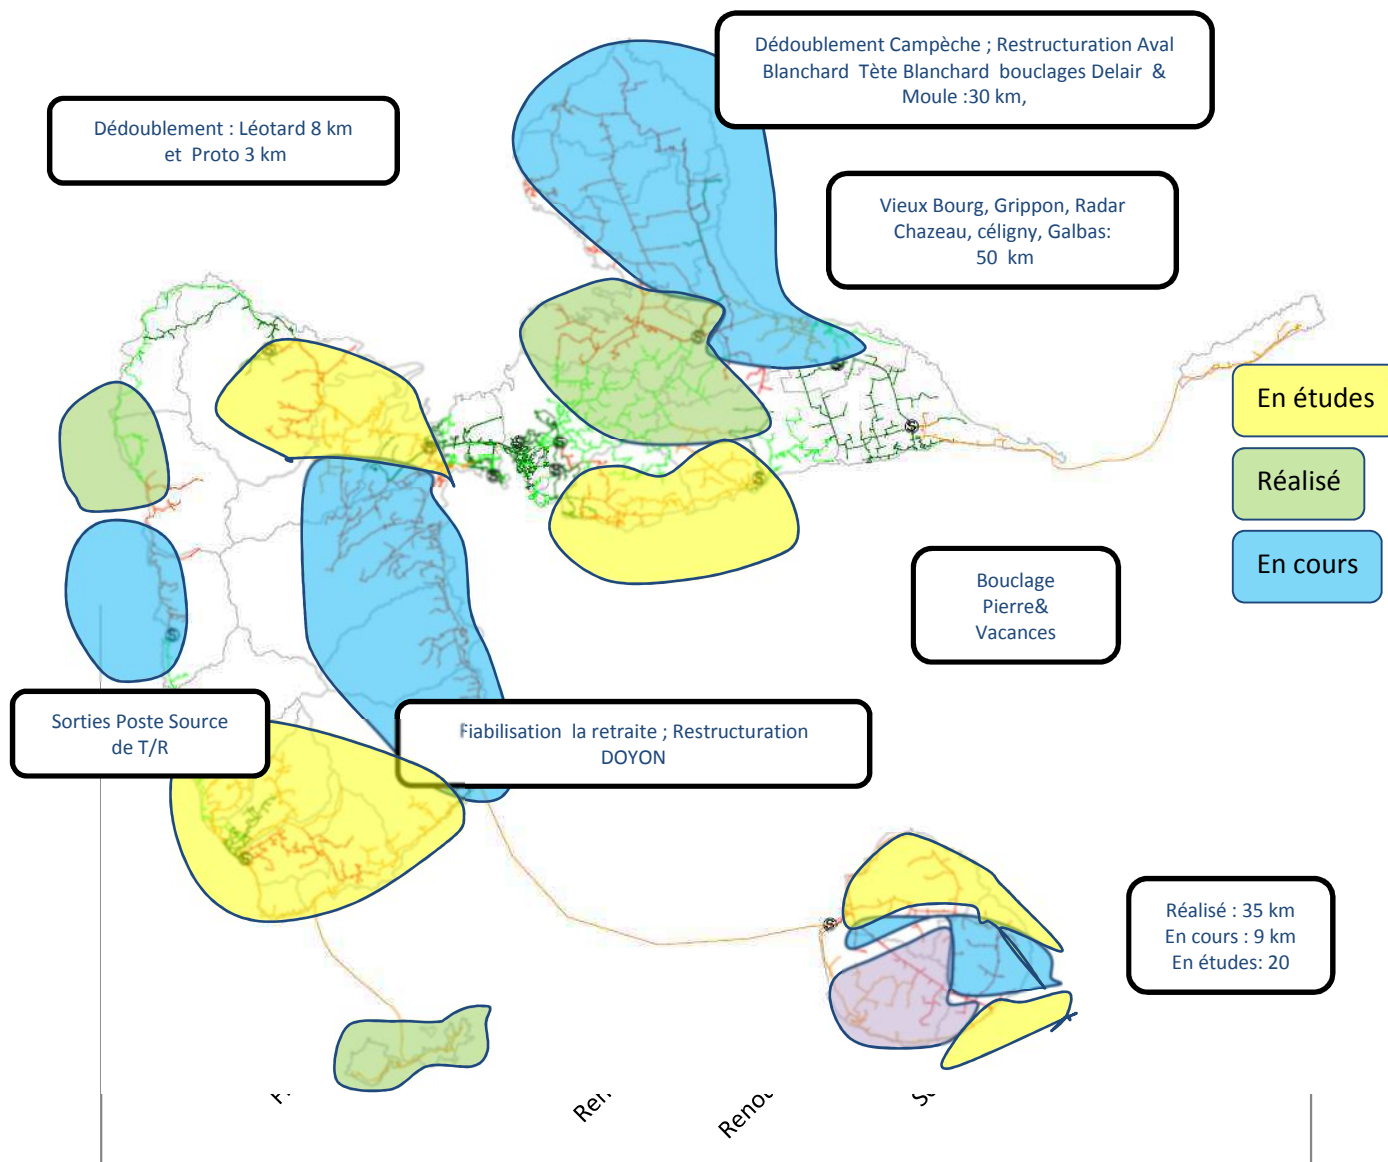 Dédoublement Campèche ; Restructuration Aval
Blanchard Tète Blanchard bouclages Delair &
Moule :30 km,
Dédoublement : Léotard 8 km
et Proto 3 km
Vieux Bourg, Grippon, Radar
Chazeau, céligny, Galbas:
50 km
En études
Réalisé
En cours
Bouclage
Pierre&
Vacances
Sorties Poste Source
de T/R
Fiabilisation la retraite ; Restructuration
DOYON
Réalisé : 35 km
En cours : 9 km
En études: 20